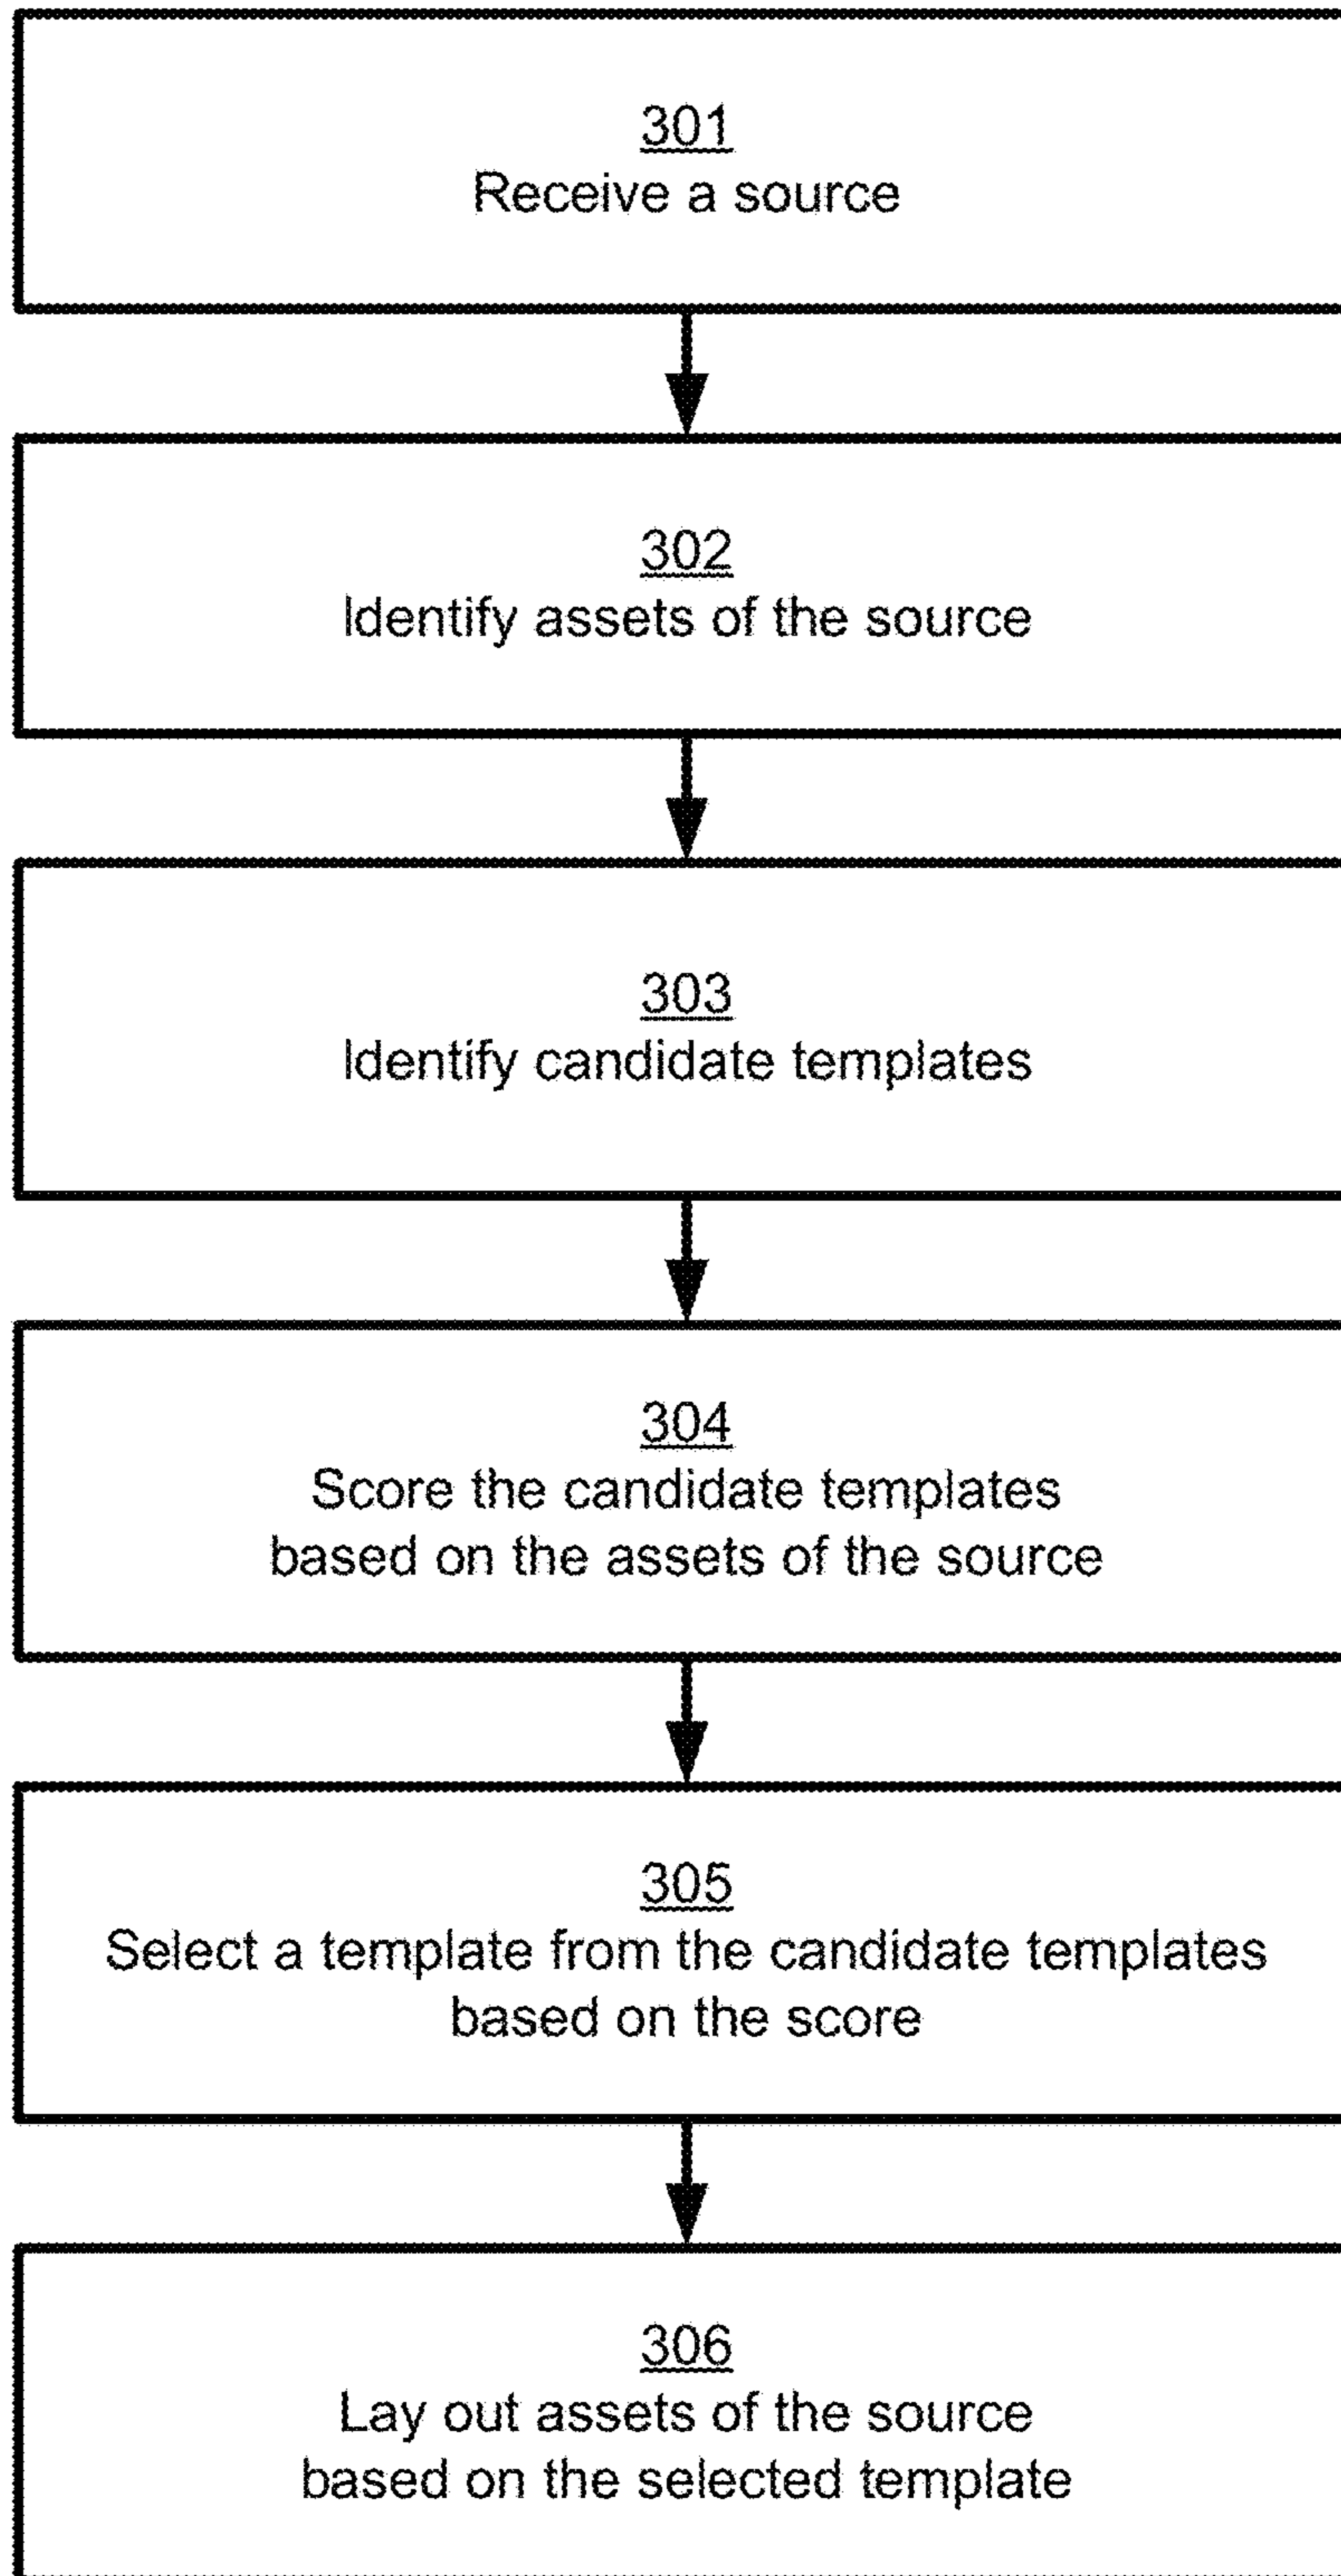 301
Receive a source
302
Identify assets of the source
303
Identify candidate templates
304
Score the candidate templates
based on the assets of the source
305
Select a template from the candidate templates
based on the score
306
Lay out assets of the source
based on the selected template